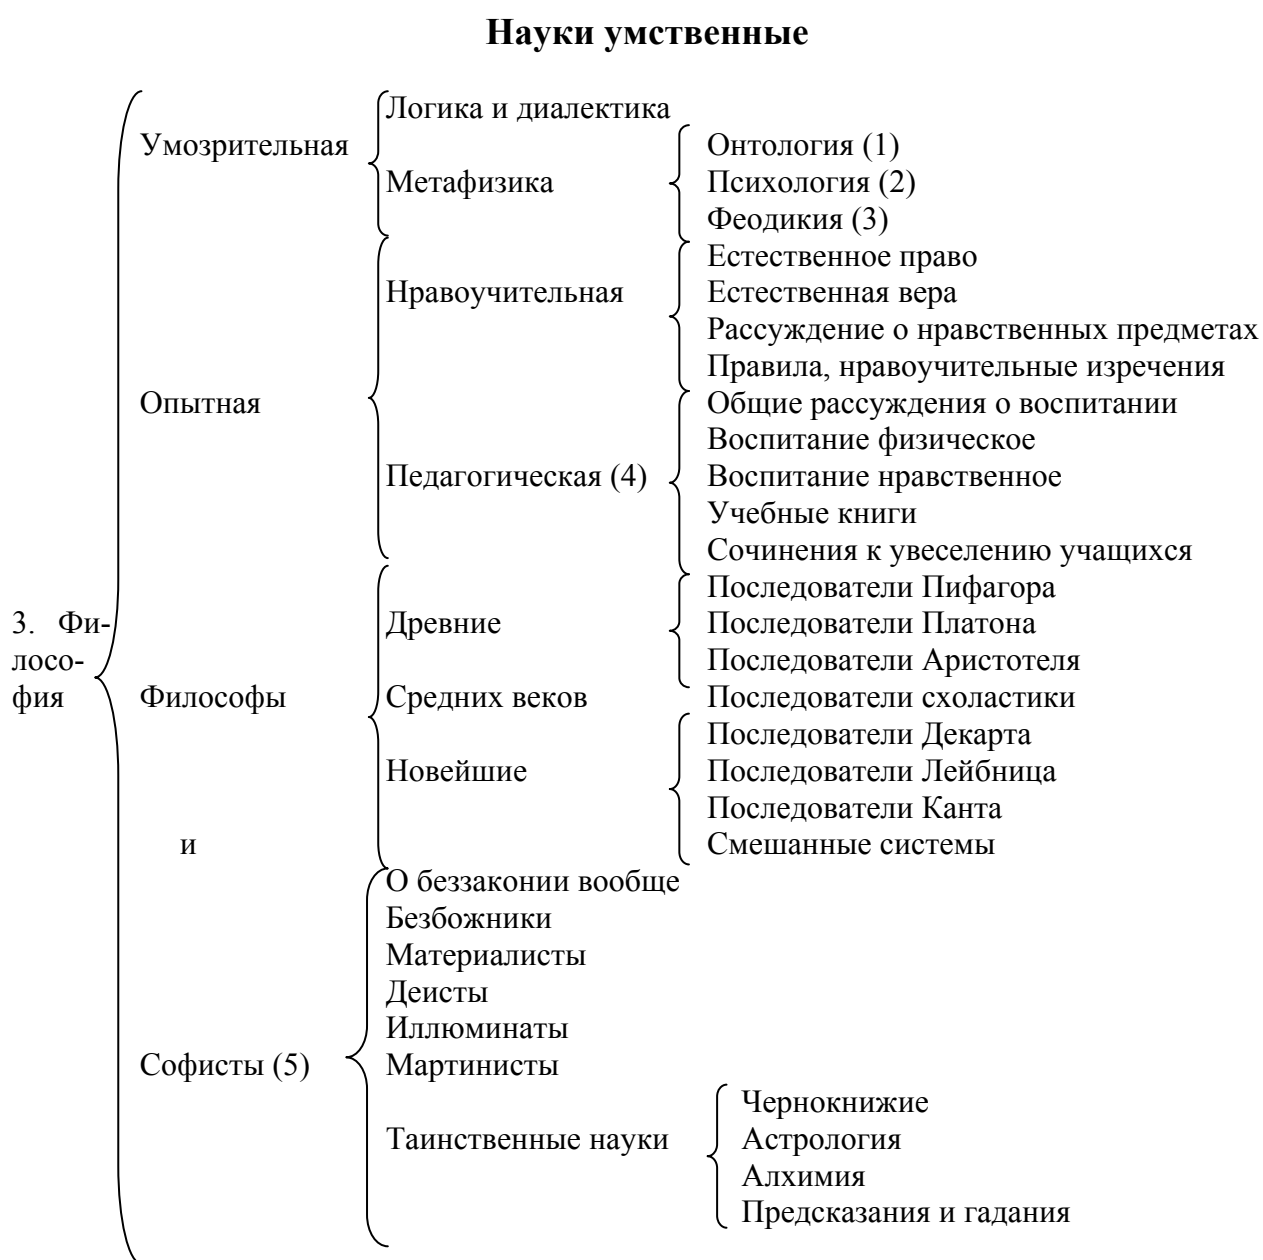 Науки умственные
Логика и диалектика
Умозрительная Онтология (1)
Метафизика Психология (2)
Феодикия (3)
Естественное право
Нравоучительная Естественная вера
Рассуждение о нравственных предметах
Правила, нравоучительные изречения
Опытная Общие рассуждения о воспитании
Воспитание физическое
Педагогическая (4) Воспитание нравственное
Учебные книги
Сочинения к увеселению учащихся
Последователи Пифагора
3. Фи- Древние Последователи Платона
лосо- Последователи Аристотеля
фия Философы Средних веков Последователи схоластики
Последователи Декарта
Новейшие Последователи Лейбница
Последователи Канта
и Смешанные системы
О беззаконии вообще
Безбожники
Материалисты
Деисты
Иллюминаты
Софисты (5) Мартинисты
Чернокнижие
Таинственные науки Астрология
Алхимия
Предсказания и гадания